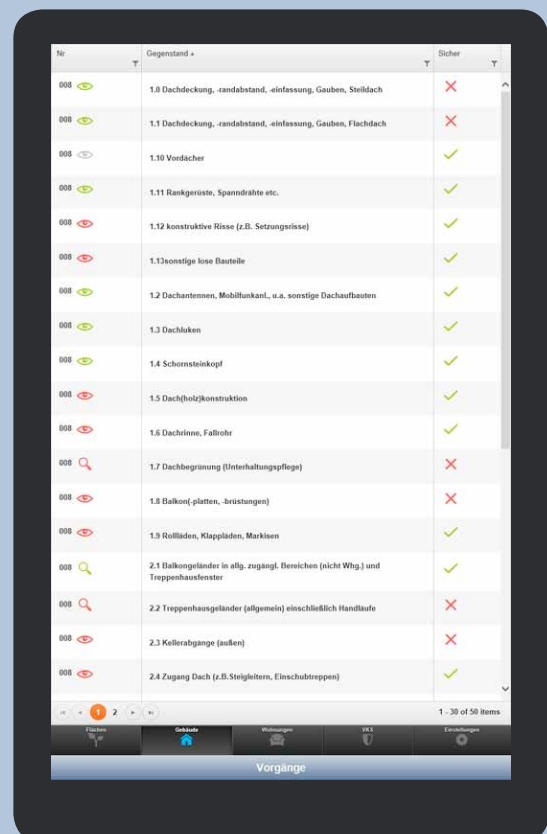 Nr Gegenstand Sicher
008 1.0 Dachdeckung, -randabstand, -einfassung, Gauben, Steildach
008 1.1 Dachdeckung, -randabstand, -einfassung, Gauben, Flachdach
008 1.10 Vordächer
008 1.11 Rankgerüste, Spanndrähte etc.
008 1.12 konstruktive Risse (z.B. Setzungsrisse)
008 1.13sonstige lose Bauteile
008 1.2 Dachantennen, Mobilfunkanl., u.a. sonstige Dachaufbauten
008 1.3 Dachluken
008 1.4 Schornsteinkopf
008 1.5 Dach(holz)konstruktion
008 1.6 Dachrinne, Fallrohr
008 1.7 Dachbegrünung (Unterhaltungspflege)
008 1.8 Balkon(-platten, -brüstungen)
008 1.9 Rollläden, Klappläden, Markisen
008 2.1 Balkongeländer in allg. zugängl. Bereichen (nicht Whg.) und
Treppenhausfenster
008 2.2 Treppenhausgeländer (allgemein) einschließlich Handläufe
008 2.3 Kellerabgänge (außen)
008 2.4 Zugang Dach (z.B.Steigleitern, Einschubtreppen)
1 2 1 - 30 of 50 items
Flächen Gebäude Wohnungen VKS Einstellungen
Vorgänge